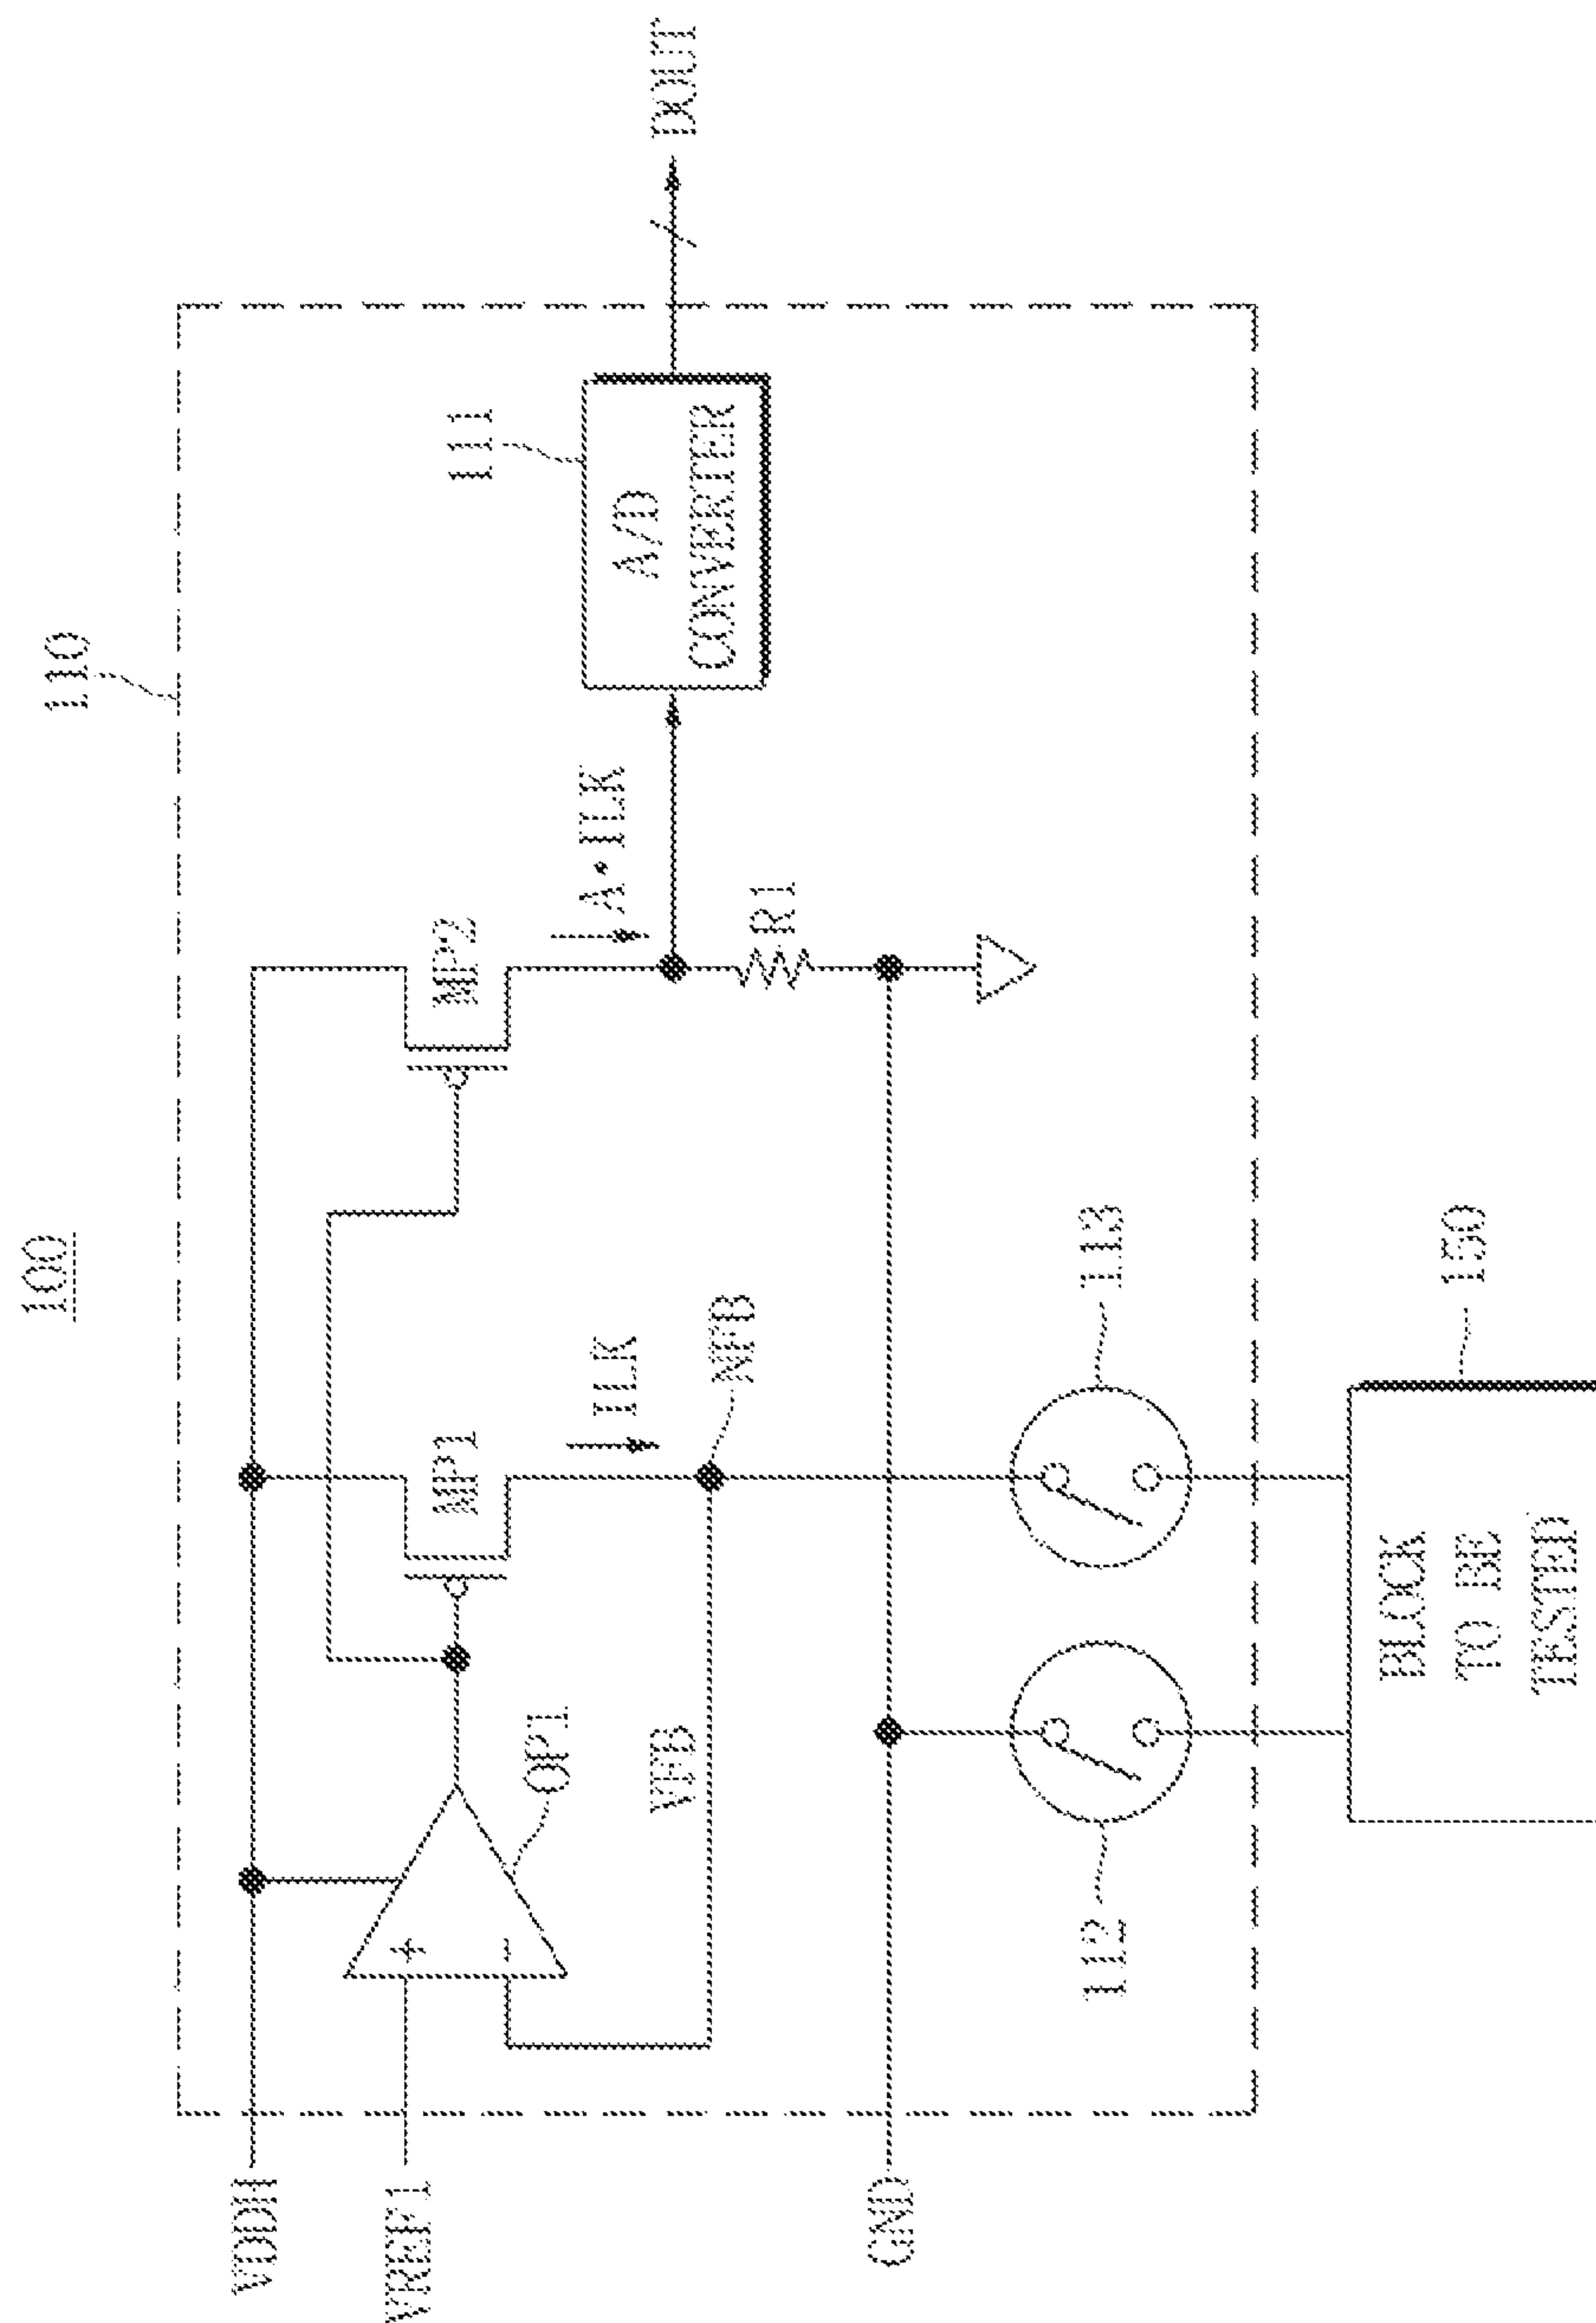 100
110
VDDH
VREF1
GND
+
-
OP1
VFB
MP1
ILK
NFB
MP2
A·ILK
R1
111
A/D
CONVERTER
DOUT
112
113
150
BLOCK
TO BE
TESTED